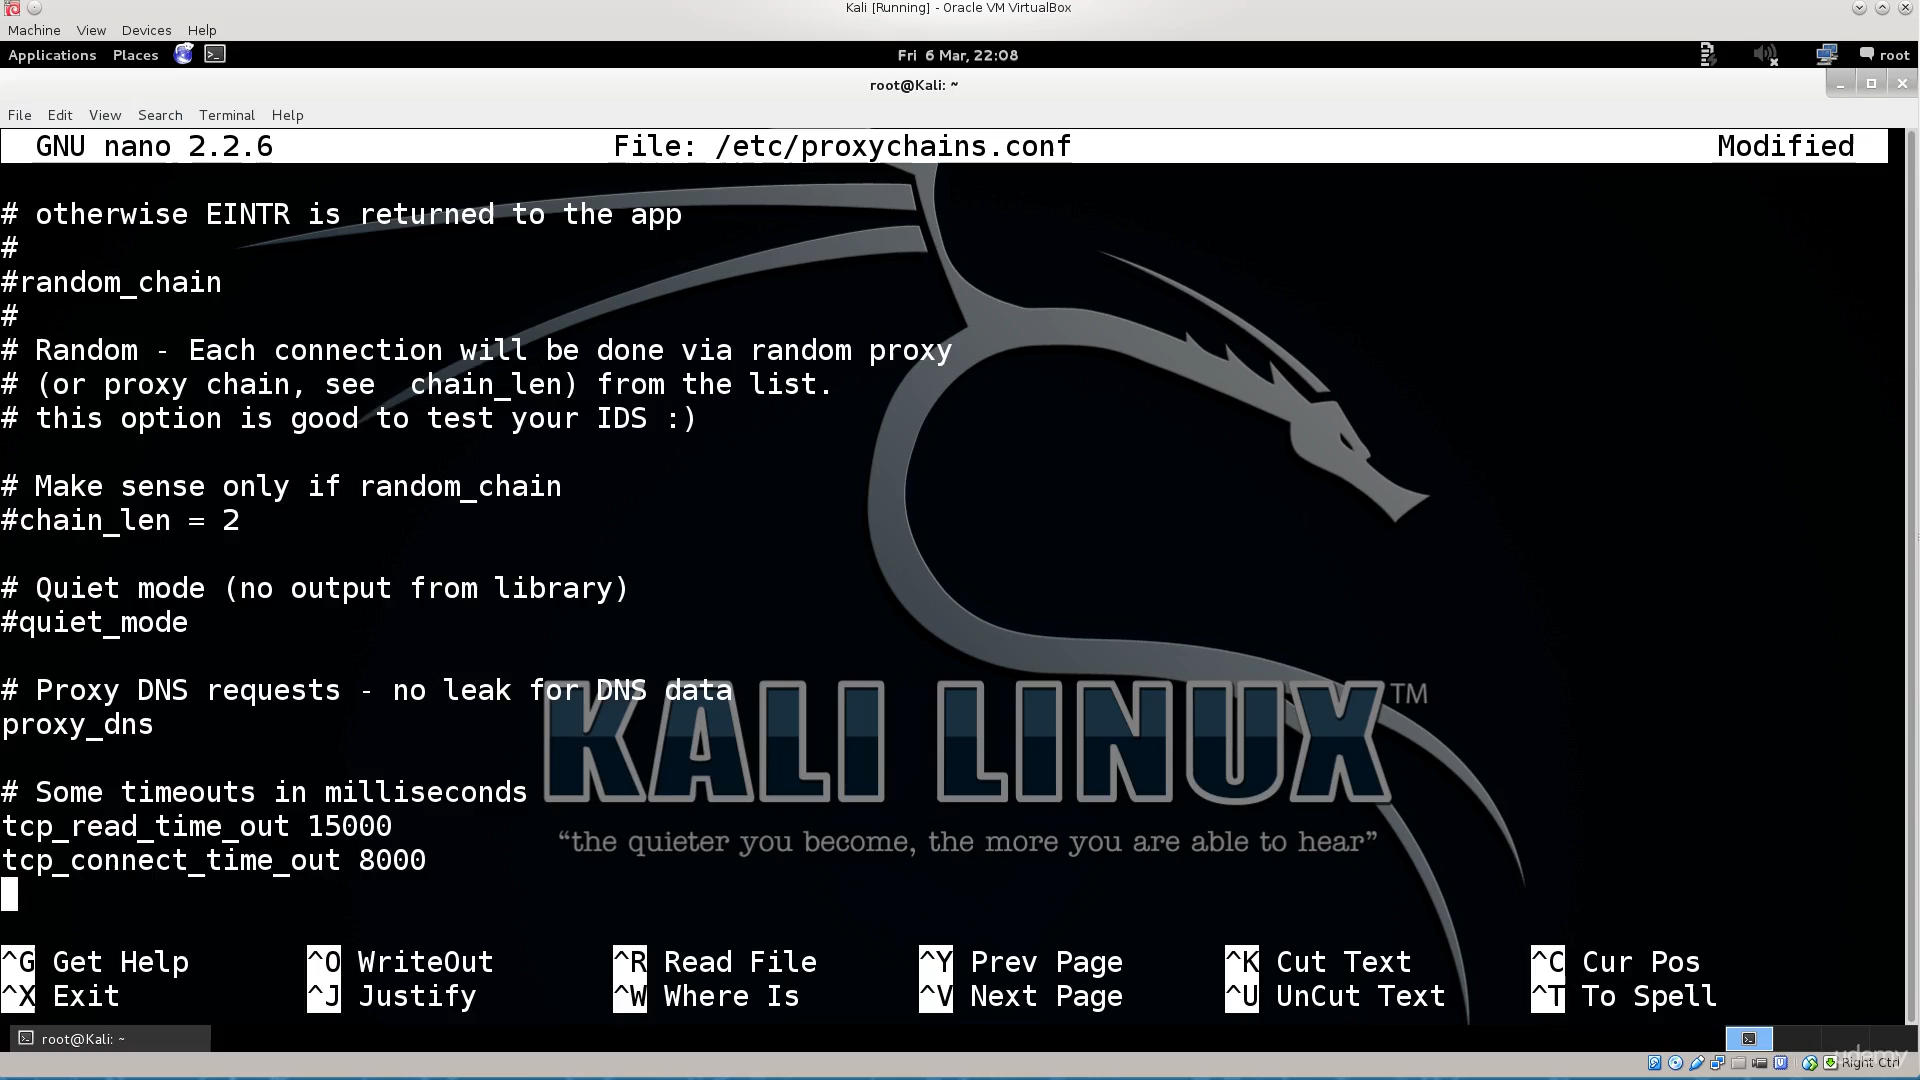 Kali [Running] - Oracle VM VirtualBox
Machine View Devices Help
Applications Places Fri 6 Mar, 22:08 root
root@Kali: ~
File Edit View Search Terminal Help
GNU nano 2.2.6 File: /etc/proxychains.conf Modified
# otherwise EINTR is returned to the app
#
#random_chain
#
# Random - Each connection will be done via random proxy
# (or proxy chain, see  chain_len) from the list.
# this option is good to test your IDS :)
# Make sense only if random_chain
#chain_len = 2
# Quiet mode (no output from library)
#quiet_mode
# Proxy DNS requests - no leak for DNS data
proxy_dns
# Some timeouts in milliseconds
tcp_read_time_out 15000
tcp_connect_time_out 8000
KALI LINUX™
“the quieter you become, the more you are able to hear”
^G Get Help ^O WriteOut ^R Read File ^Y Prev Page ^K Cut Text ^C Cur Pos
^X Exit ^J Justify ^W Where Is ^V Next Page ^U UnCut Text ^T To Spell
root@Kali: ~
udemy
Right Ctrl